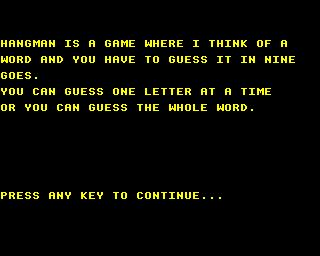 HANGMAN IS A GAME WHERE I THINK OF A
WORD AND YOU HAVE TO GUESS IT IN NINE
GOES.
YOU CAN GUESS ONE LETTER AT A TIME
OR YOU CAN GUESS THE WHOLE WORD.
PRESS ANY KEY TO CONTINUE...